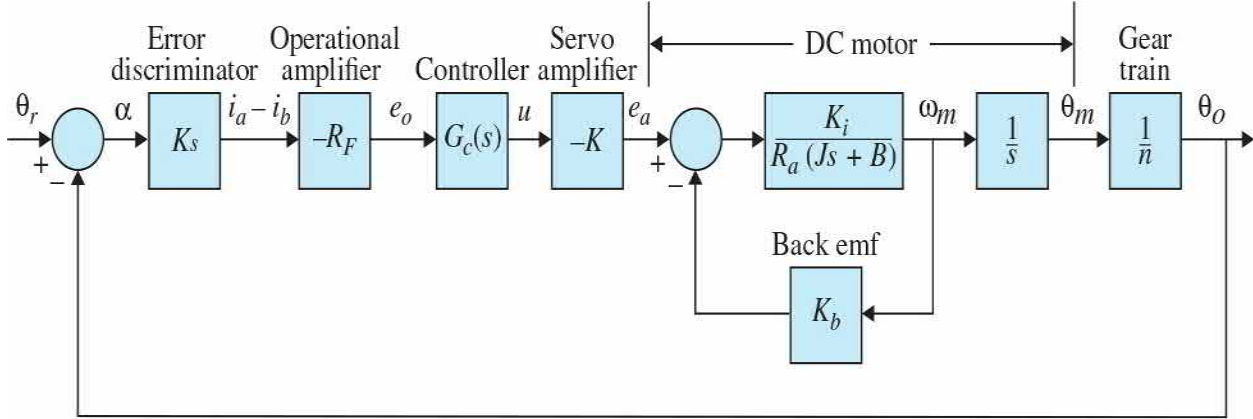 DC motor
Error
discriminator
Operational
amplifier
Controller
Servo
amplifier
Gear
train
θr
+
−
α
Ks
ia − ib
−RF
eo
Gc(s)
u
−K
ea
+
−
Ki
Ra (Js + B)
ωm
1
s
θm
1
n
θo
Back emf
Kb